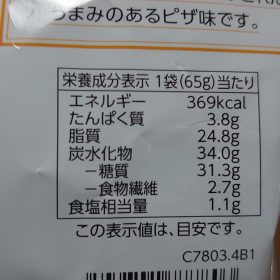 うまみのあるピザ味です。
栄養成分表示 1袋(65g)当たり
エネルギー 369kcal
たんぱく質 3.8g
脂質 24.8g
炭水化物 34.0g
－糖質 31.3g
－食物繊維 2.7g
食塩相当量 1.1g
この表示値は、目安です。
C7803.4B1